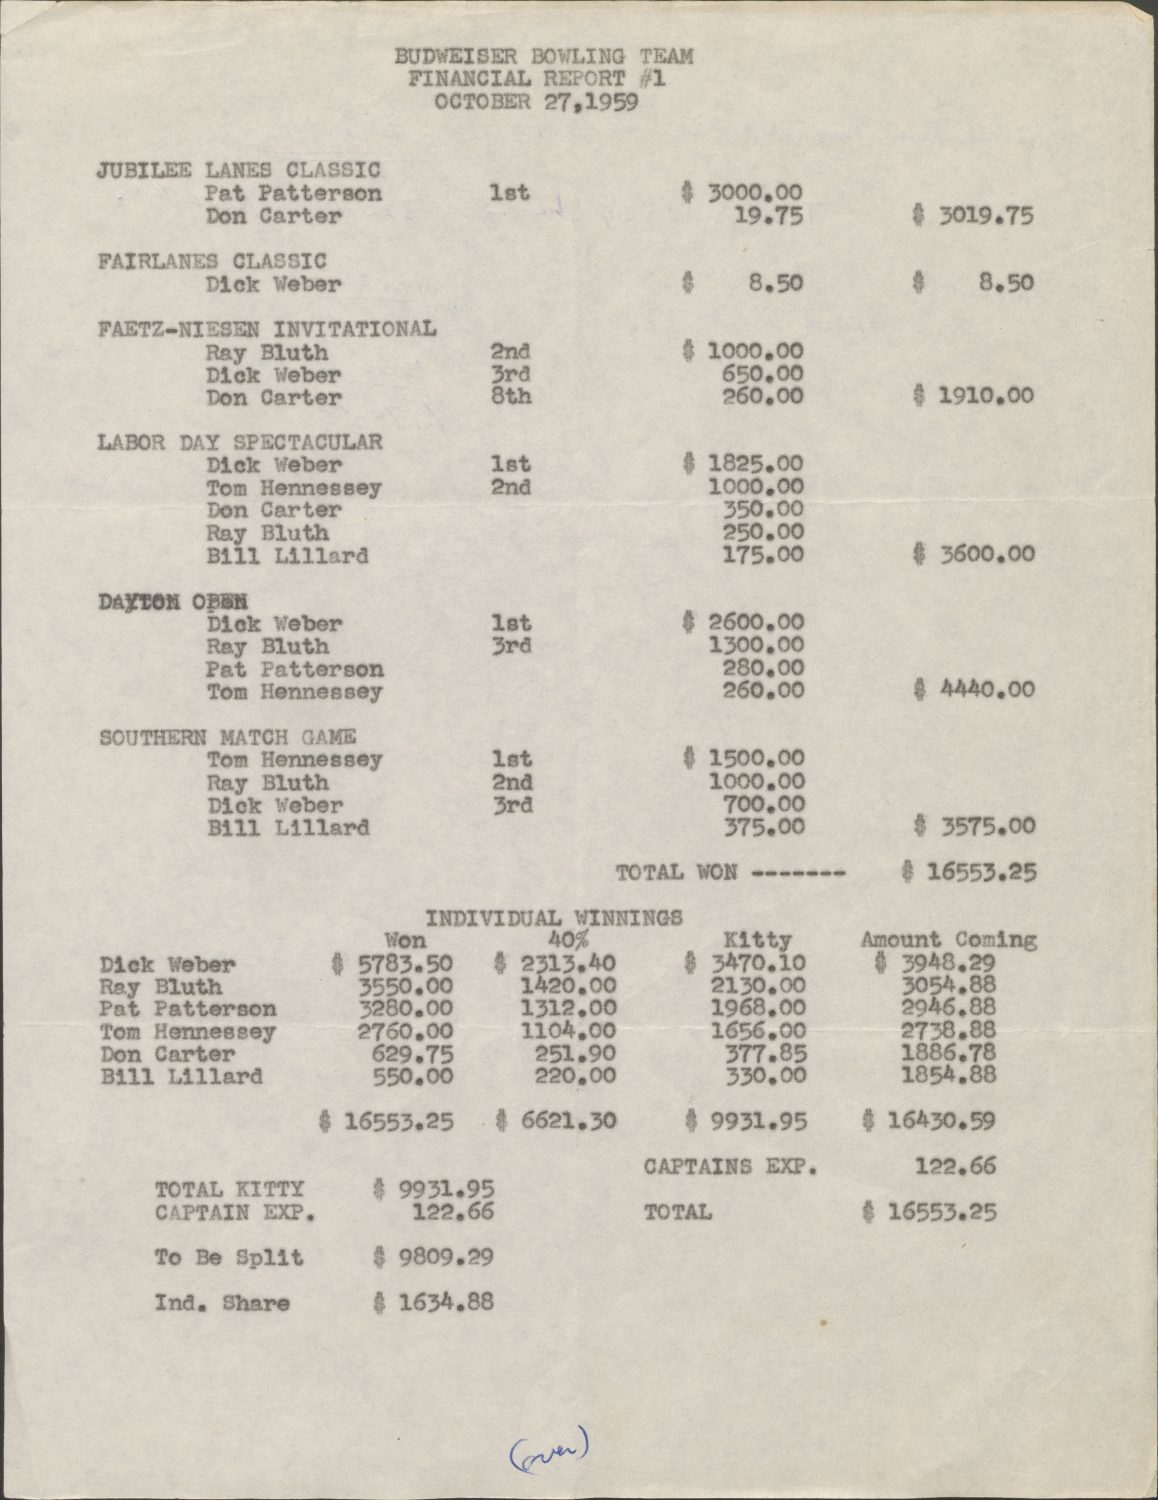 BUDWEISER BOWLING TEAM
FINANCIAL REPORT #1
OCTOBER 27,1959
JUBILEE LANES CLASSIC
Pat Patterson 1st $ 3000.00
Don Carter 19.75 $ 3019.75
FAIRLANES CLASSIC
Dick Weber $ 8.50 $ 8.50
FAETZ-NIESEN INVITATIONAL
Ray Bluth 2nd $ 1000.00
Dick Weber 3rd 650.00
Don Carter 8th 260.00 $ 1910.00
LABOR DAY SPECTACULAR
Dick Weber 1st $ 1825.00
Tom Hennessey 2nd 1000.00
Don Carter 350.00
Ray Bluth 250.00
Bill Lillard 175.00 $ 3600.00
DAYTON OPEN
Dick Weber 1st $ 2600.00
Ray Bluth 3rd 1300.00
Pat Patterson 280.00
Tom Hennessey 260.00 $ 4440.00
SOUTHERN MATCH GAME
Tom Hennessey 1st $ 1500.00
Ray Bluth 2nd 1000.00
Dick Weber 3rd 700.00
Bill Lillard 375.00 $ 3575.00
TOTAL WON ------- $ 16553.25
INDIVIDUAL WINNINGS
Won 40% Kitty Amount Coming
Dick Weber $ 5783.50 $ 2313.40 $ 3470.10 $ 3948.29
Ray Bluth 3550.00 1420.00 2130.00 3054.88
Pat Patterson 3280.00 1312.00 1968.00 2946.88
Tom Hennessey 2760.00 1104.00 1656.00 2738.88
Don Carter 629.75 251.90 377.85 1886.78
Bill Lillard 550.00 220.00 330.00 1854.88
$ 16553.25 $ 6621.30 $ 9931.95 $ 16430.59
CAPTAINS EXP. 122.66
TOTAL KITTY $ 9931.95
CAPTAIN EXP. 122.66 TOTAL $ 16553.25
To Be Split $ 9809.29
Ind. Share $ 1634.88
(over)